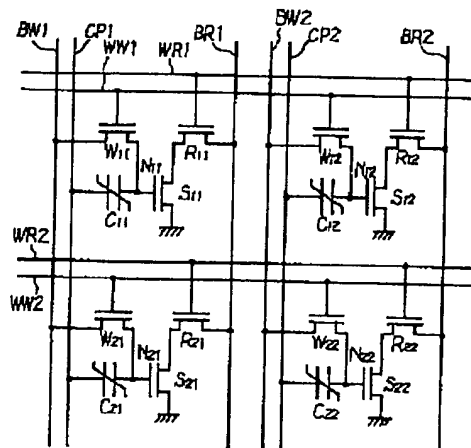 BW1 CP1 WW1 WR1 BR1 BW2 CP2 BR2
W11 R11 W12 R12
N11 N12
C11 S11 C12 S12
WR2
WW2
W21 R21 W22 R22
N21 N22
C21 S21 C22 S22